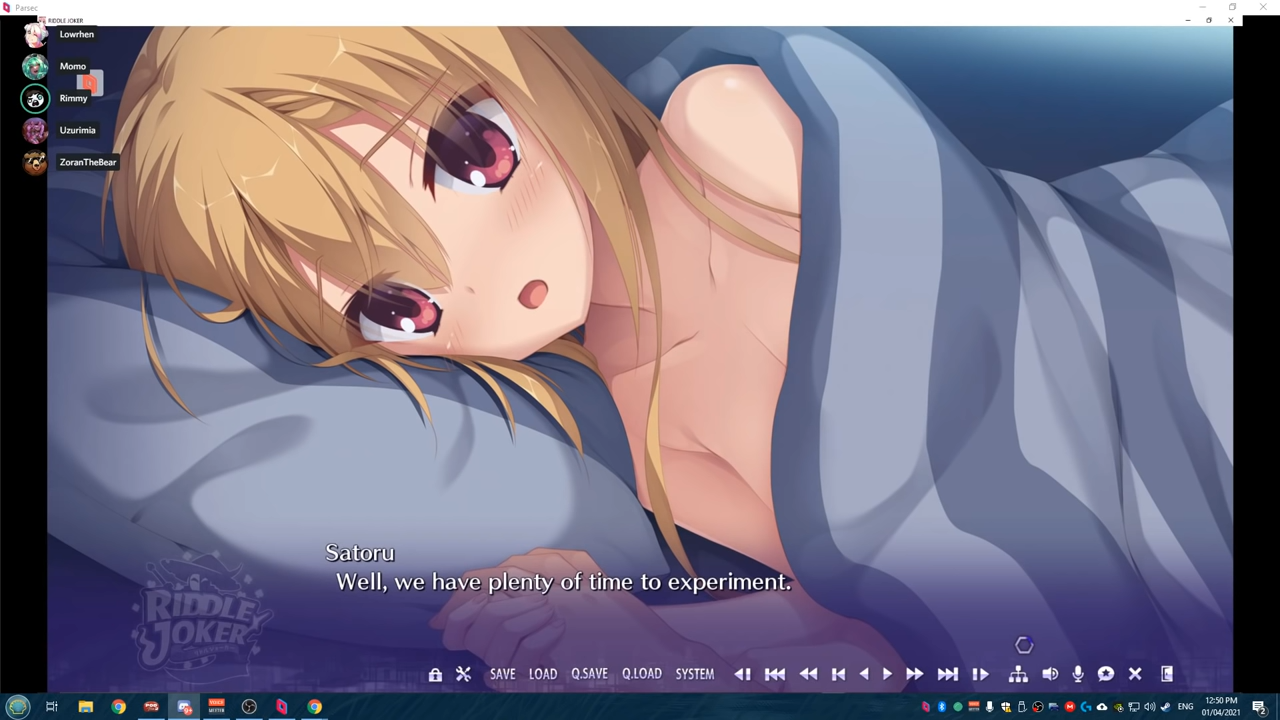 Parsec
RIDDLE JOKER
Lowrhen
Momo
Rimmy
Uzurimia
ZoranTheBear
Satoru
Well, we have plenty of time to experiment.
RIDDLE
JOKER
SAVE LOAD Q.SAVE Q.LOAD SYSTEM
ENG
12:50 PM
01/04/2021
2